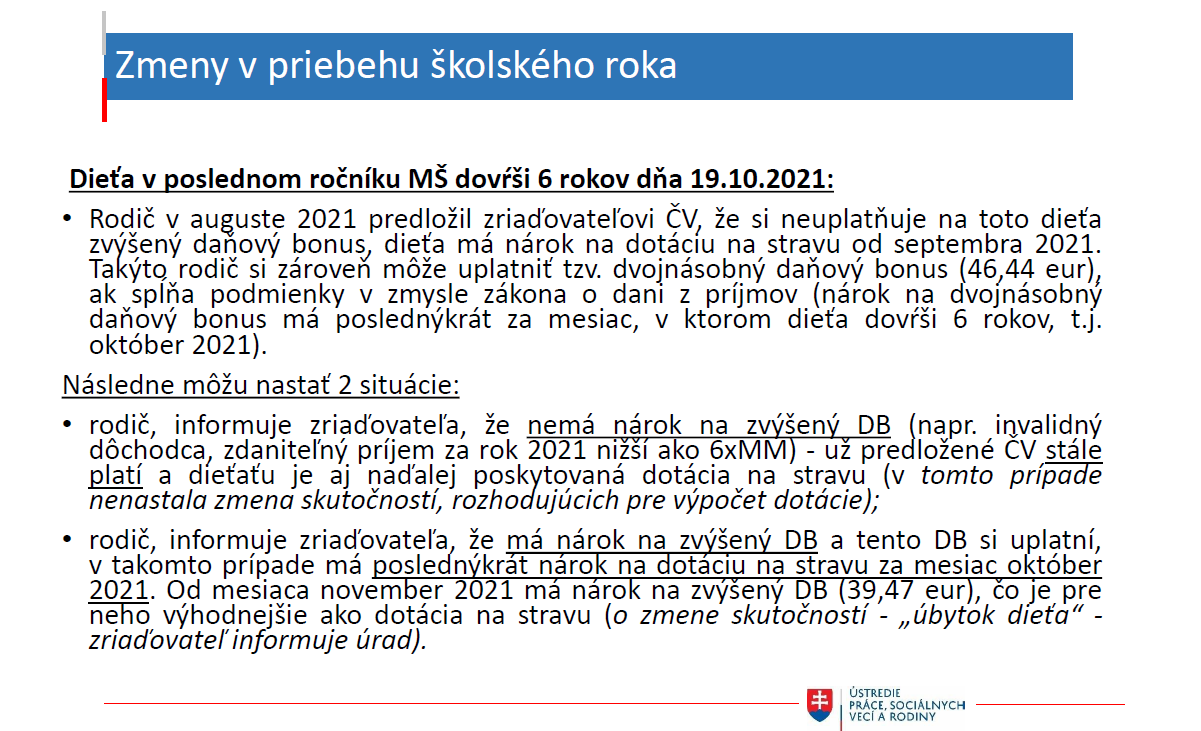 Zmeny v priebehu školského roka
Dieťa v poslednom ročníku MŠ dovŕši 6 rokov dňa 19.10.2021:
• Rodič v auguste 2021 predložil zriaďovateľovi ČV, že si neuplatňuje na toto dieťa
zvýšený daňový bonus, dieťa má nárok na dotáciu na stravu od septembra 2021.
Takýto rodič si zároveň môže uplatniť tzv. dvojnásobný daňový bonus (46,44 eur),
ak spĺňa podmienky v zmysle zákona o dani z príjmov (nárok na dvojnásobný
daňový bonus má poslednýkrát za mesiac, v ktorom dieťa dovŕši 6 rokov, t.j.
október 2021).
Následne môžu nastať 2 situácie:
• rodič, informuje zriaďovateľa, že nemá nárok na zvýšený DB (napr. invalidný
dôchodca, zdaniteľný príjem za rok 2021 nižší ako 6xMM) - už predložené ČV stále
platí a dieťaťu je aj naďalej poskytovaná dotácia na stravu (v tomto prípade
nenastala zmena skutočností, rozhodujúcich pre výpočet dotácie);
• rodič, informuje zriaďovateľa, že má nárok na zvýšený DB a tento DB si uplatní,
v takomto prípade má poslednýkrát nárok na dotáciu na stravu za mesiac október
2021. Od mesiaca november 2021 má nárok na zvýšený DB (39,47 eur), čo je pre
neho výhodnejšie ako dotácia na stravu (o zmene skutočností - „úbytok dieťa“ -
zriaďovateľ informuje úrad).
ÚSTREDIE
PRÁCE, SOCIÁLNYCH
VECÍ A RODINY